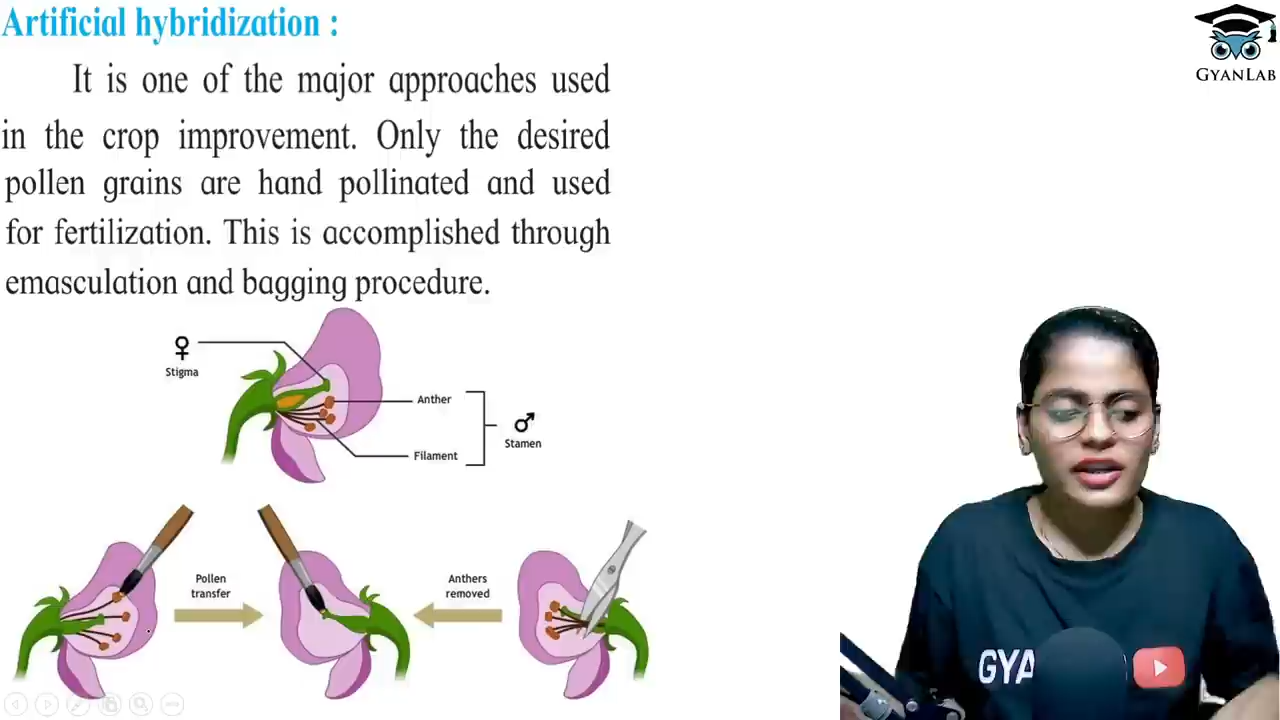 Artificial hybridization :
It is one of the major approaches used
in the crop improvement. Only the desired
pollen grains are hand pollinated and used
for fertilization. This is accomplished through
emasculation and bagging procedure.
GYANLAB
♀
Stigma
Anther
♂
Stamen
Filament
Pollen
transfer
Anthers
removed
GYA